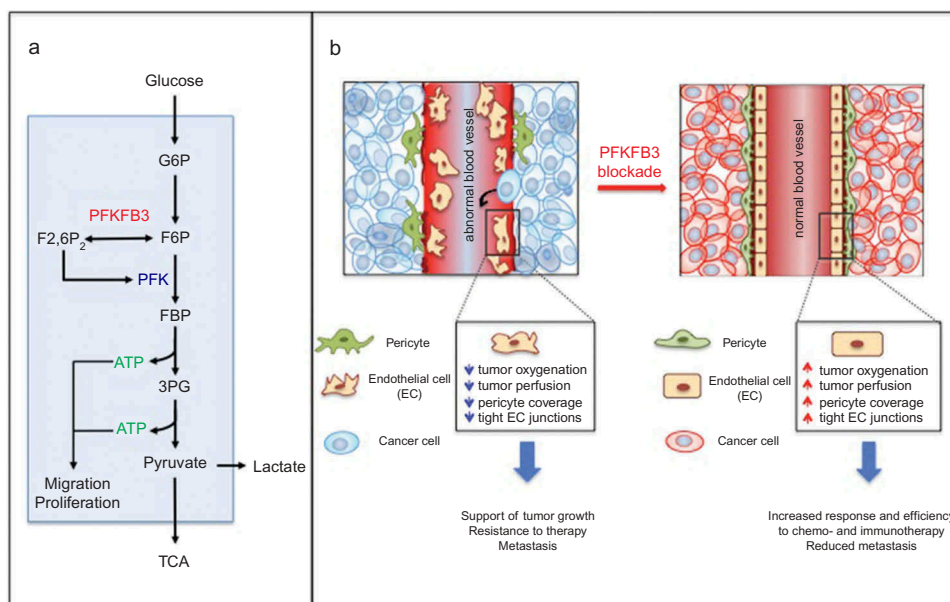 a
Glucose
G6P
PFKFB3
F2,6P₂
F6P
PFK
FBP
ATP
3PG
ATP
Pyruvate
Lactate
Migration
Proliferation
TCA
b
abnormal blood vessel
PFKFB3
blockade
normal blood vessel
Pericyte
Endothelial cell
(EC)
Cancer cell
tumor oxygenation
tumor perfusion
pericyte coverage
tight EC junctions
Support of tumor growth
Resistance to therapy
Metastasis
Pericyte
Endothelial cell
(EC)
Cancer cell
tumor oxygenation
tumor perfusion
pericyte coverage
tight EC junctions
Increased response and efficiency
to chemo- and immunotherapy
Reduced metastasis